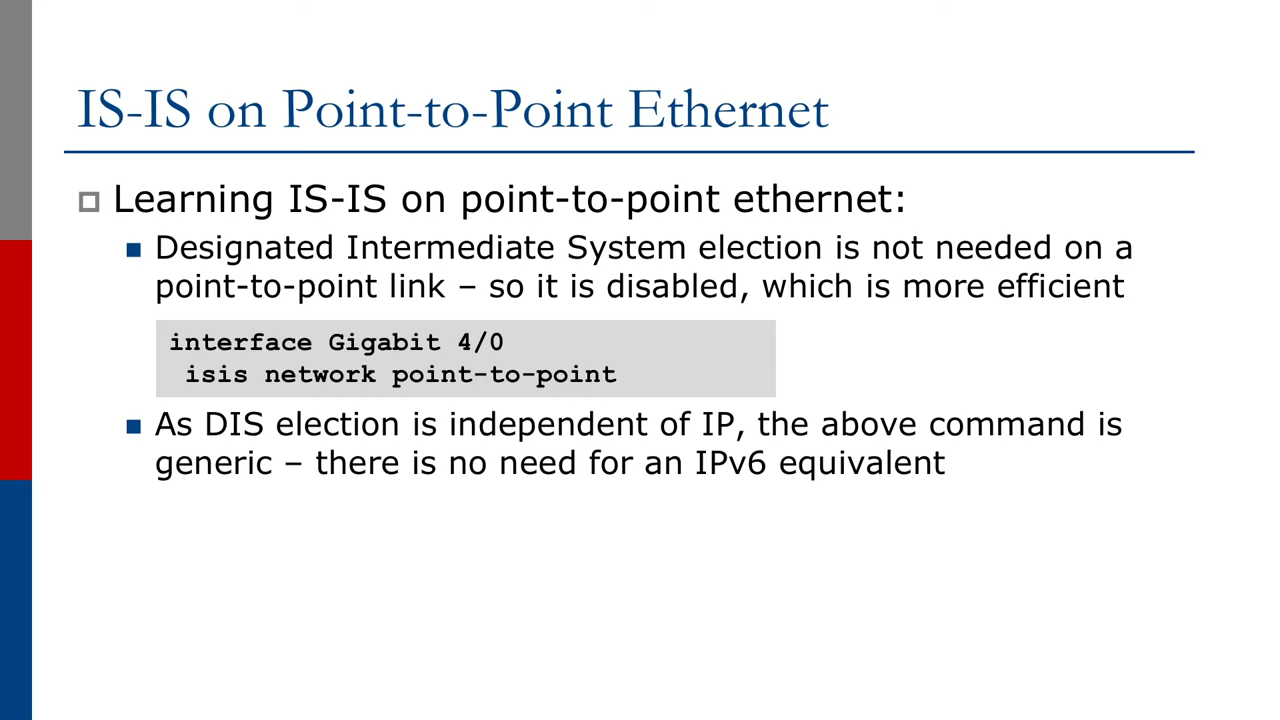 IS-IS on Point-to-Point Ethernet
Learning IS-IS on point-to-point ethernet:
Designated Intermediate System election is not needed on a
point-to-point link – so it is disabled, which is more efficient
interface Gigabit 4/0
isis network point-to-point
As DIS election is independent of IP, the above command is
generic – there is no need for an IPv6 equivalent